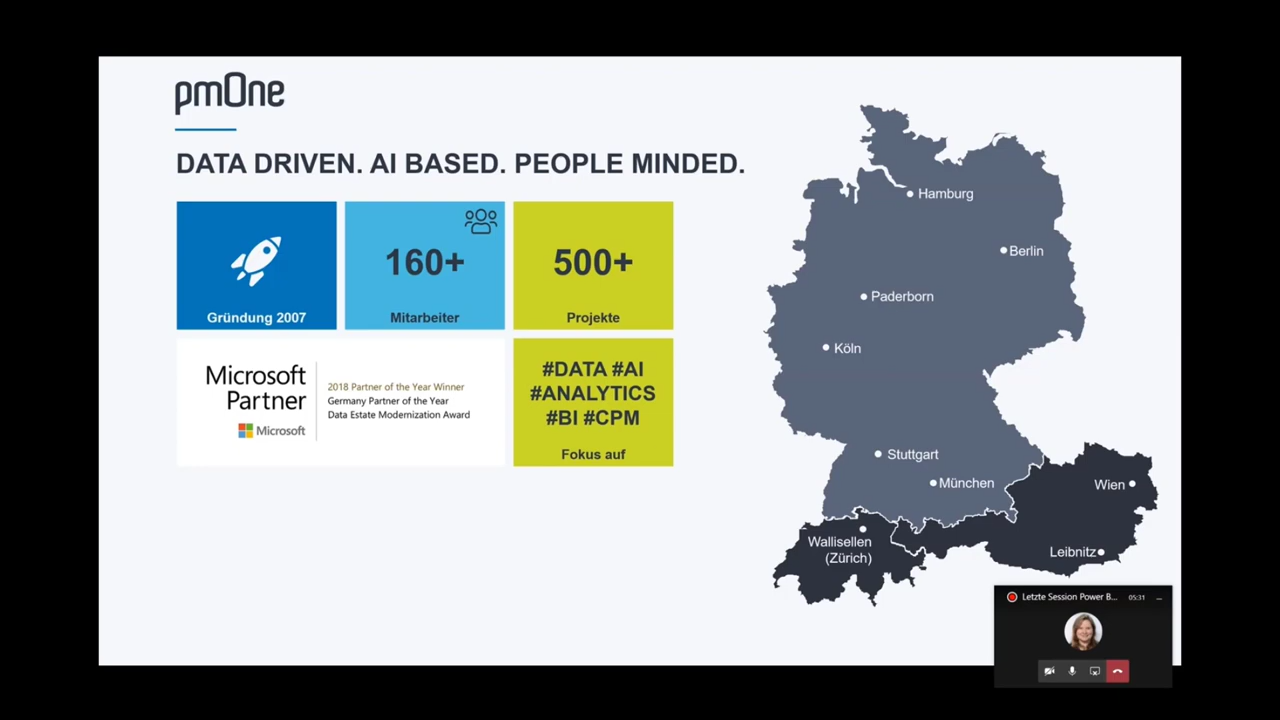 pmOne
DATA DRIVEN. AI BASED. PEOPLE MINDED.
Gründung 2007
160+
Mitarbeiter
500+
Projekte
Microsoft
Partner
Microsoft
2018 Partner of the Year Winner
Germany Partner of the Year
Data Estate Modernization Award
#DATA #AI
#ANALYTICS
#BI #CPM
Fokus auf
Hamburg
Berlin
Paderborn
Köln
Stuttgart
München
Wien
Wallisellen
(Zürich)
Leibnitz
Letzte Session Power B... 05:31